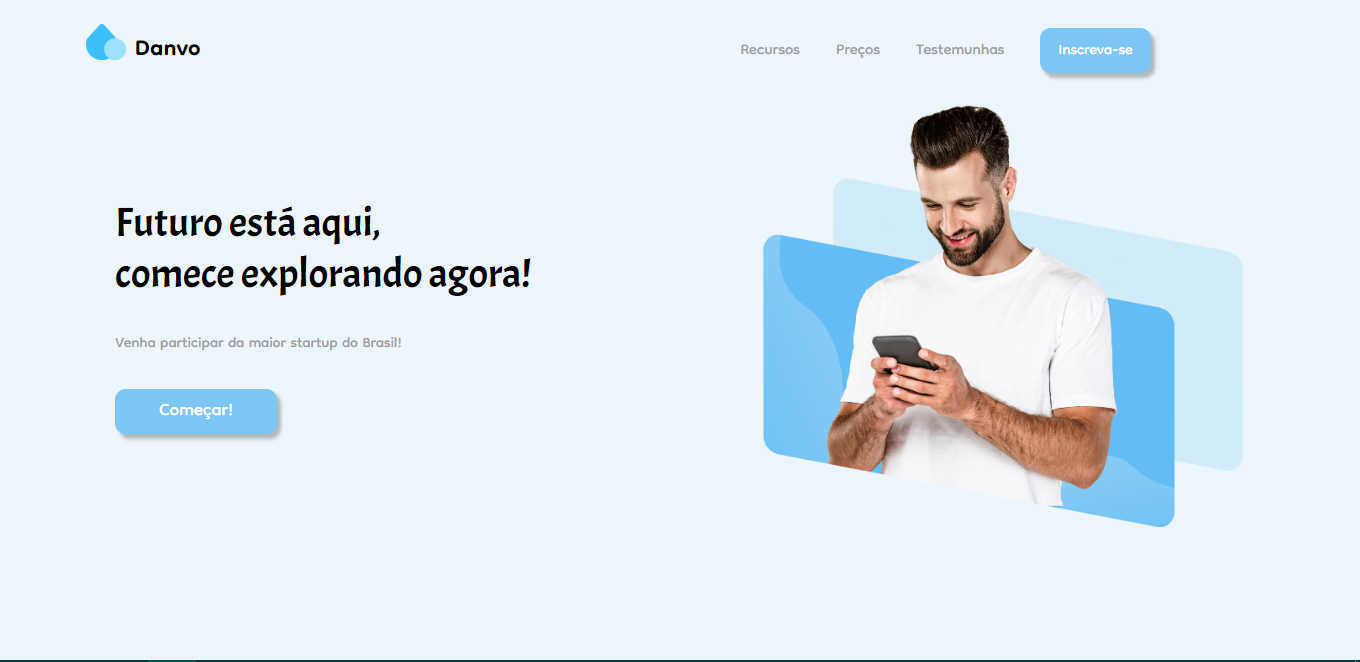 Danvo
Recursos Preços Testemunhas Inscreva-se
Futuro está aqui,
comece explorando agora!
Venha participar da maior startup do Brasil!
Começar!